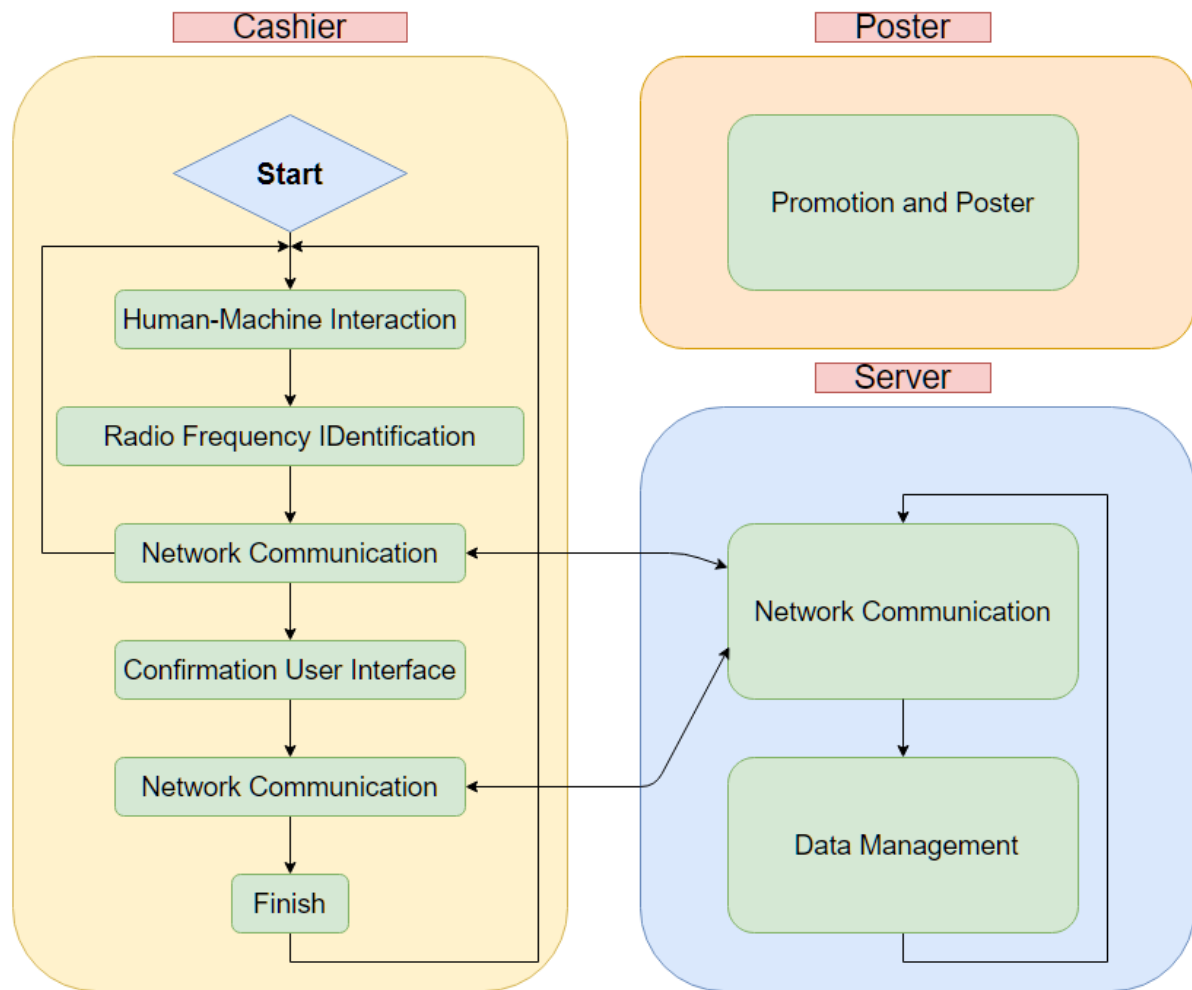 Cashier
Start
Human-Machine Interaction
Radio Frequency IDentification
Network Communication
Confirmation User Interface
Network Communication
Finish
Poster
Promotion and Poster
Server
Network Communication
Data Management